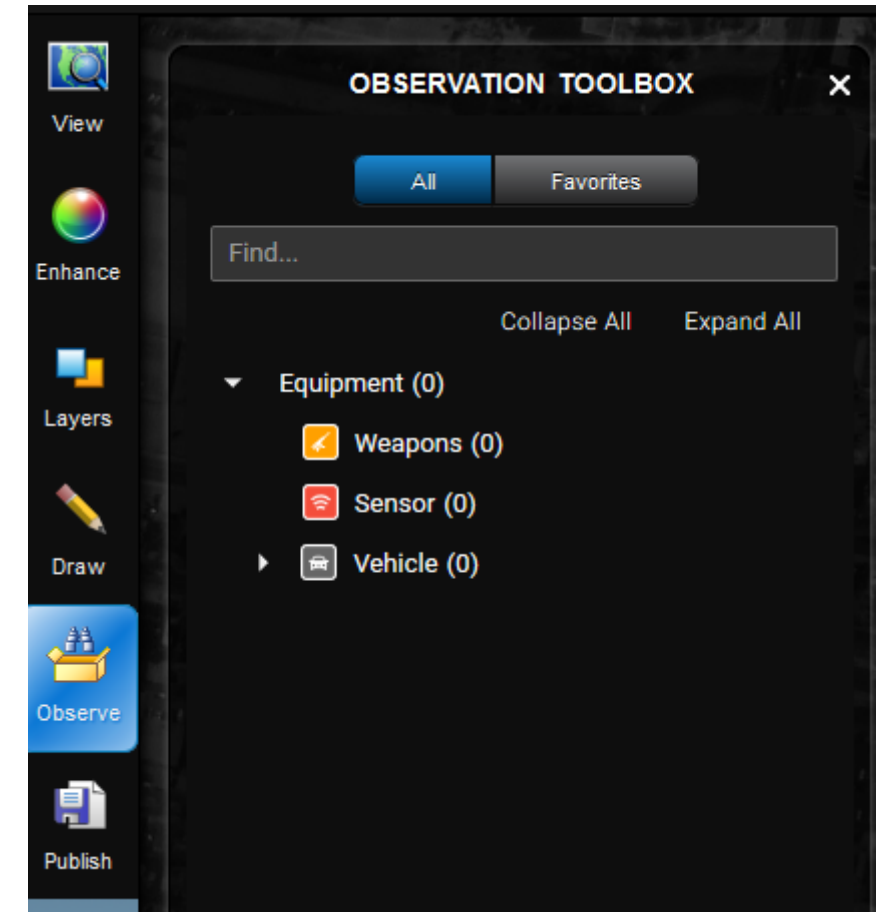 View
Enhance
Layers
Draw
Observe
Publish
OBSERVATION TOOLBOX
All Favorites
Find...
Collapse All Expand All
Equipment (0)
Weapons (0)
Sensor (0)
Vehicle (0)